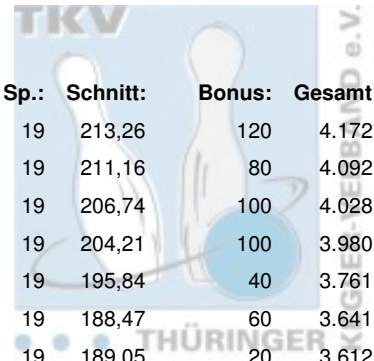 TKV
Sp.: Schnitt: Bonus: Gesamt
19 213,26 120 4.172
19 211,16 80 4.092
19 206,74 100 4.028
19 204,21 100 3.980
19 195,84 40 3.761
19 188,47 60 3.641
19 189,05 20 3.612
THÜRINGER
KEGLER-VERBAND e.V.